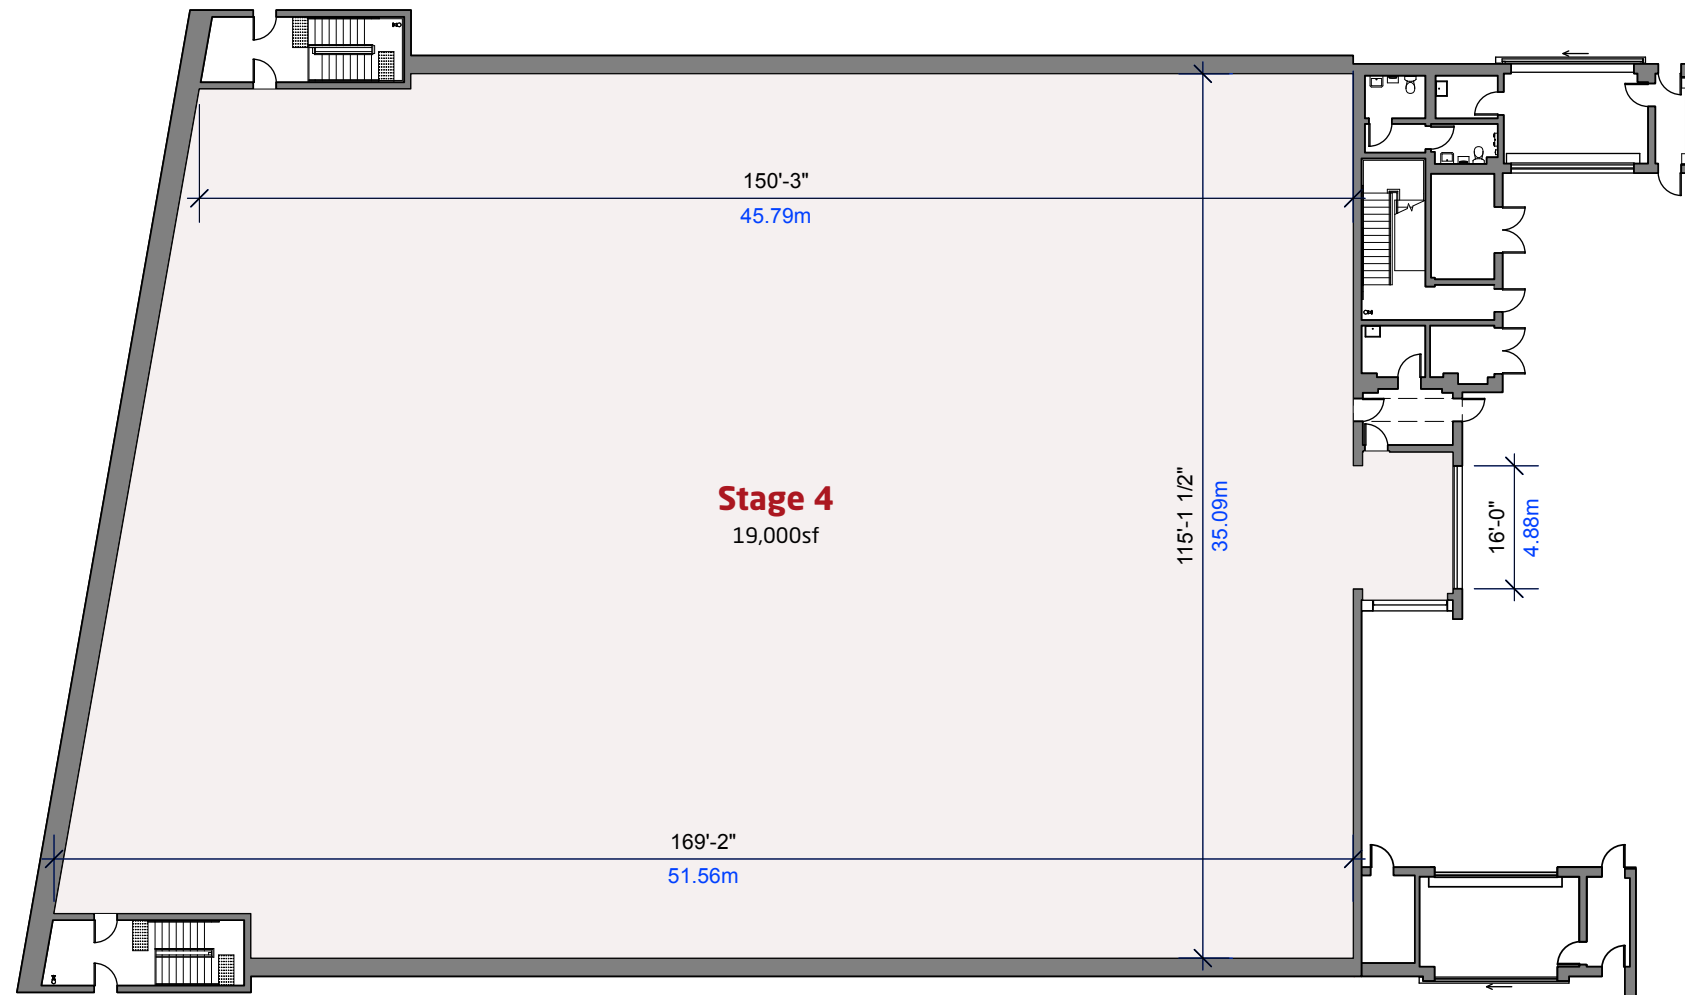 150'-3"
45.79m
Stage 4
19,000sf
115'-1 1/2"
35.09m
16'-0"
4.88m
169'-2"
51.56m